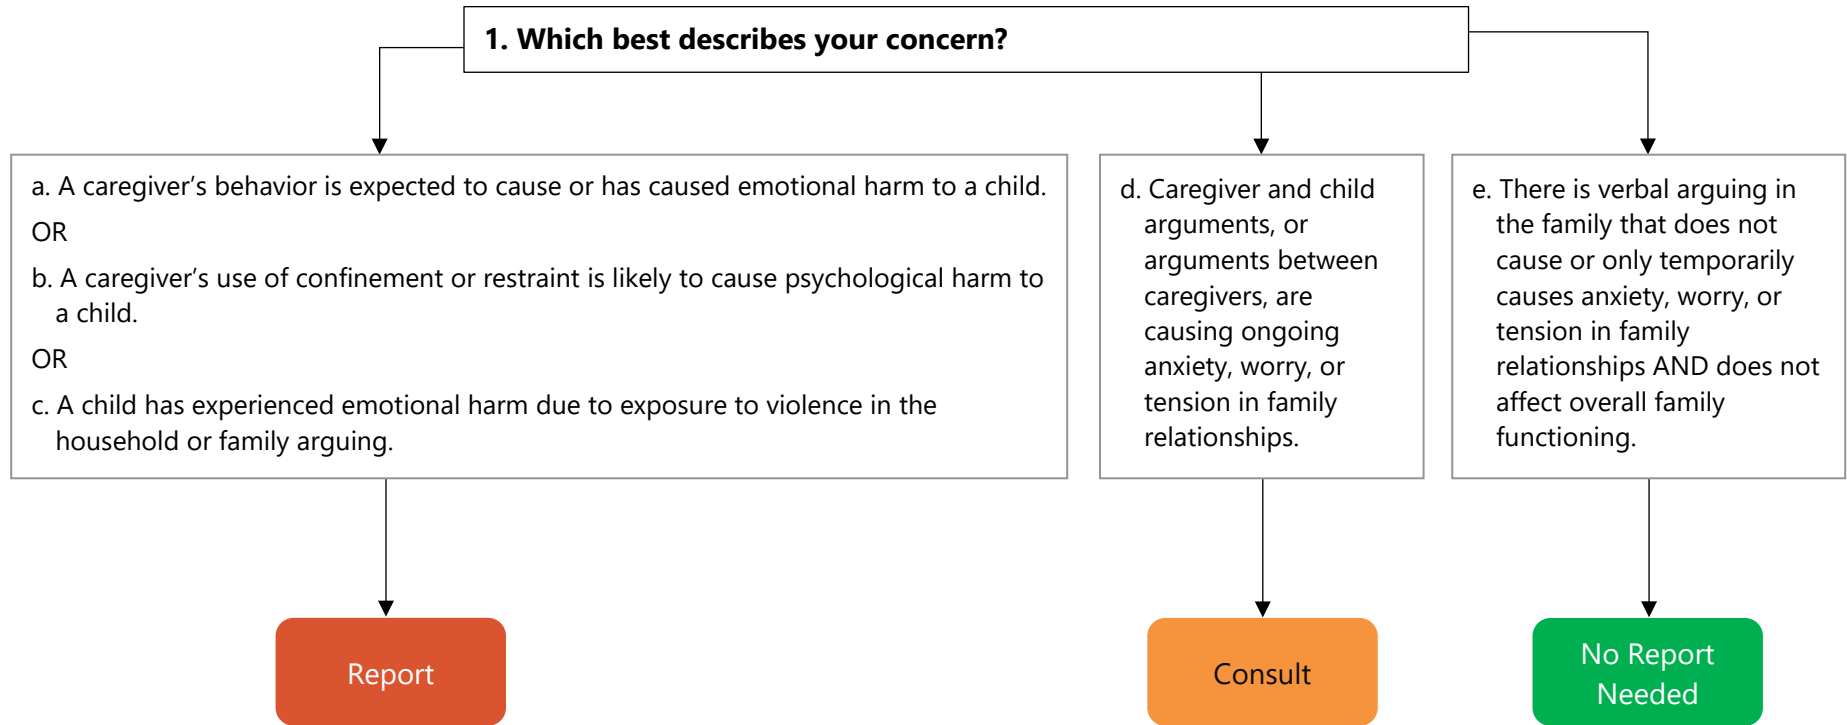 1. Which best describes your concern?
a. A caregiver’s behavior is expected to cause or has caused emotional harm to a child.
OR
b. A caregiver’s use of confinement or restraint is likely to cause psychological harm to
a child.
OR
c. A child has experienced emotional harm due to exposure to violence in the
household or family arguing.
d. Caregiver and child
arguments, or
arguments between
caregivers, are
causing ongoing
anxiety, worry, or
tension in family
relationships.
e. There is verbal arguing in
the family that does not
cause or only temporarily
causes anxiety, worry, or
tension in family
relationships AND does not
affect overall family
functioning.
Report
Consult
No Report
Needed